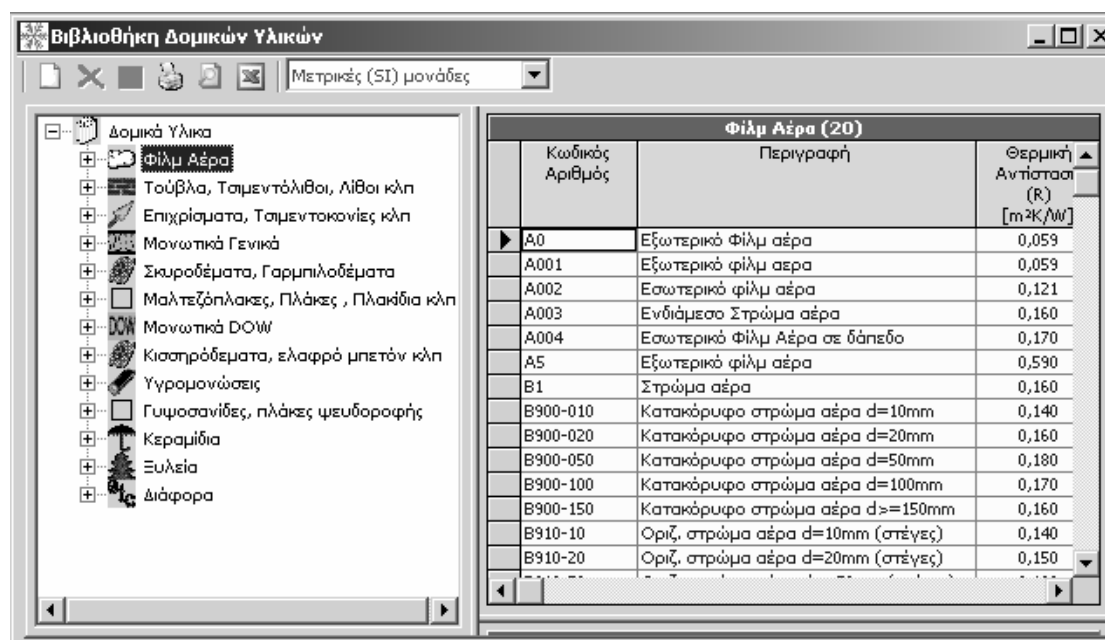 Βιβλιοθήκη Δομικών Υλικών
Μετρικές (SI) μονάδες
Δομικά Υλικα
Φίλμ Αέρα
Τούβλα, Τσιμεντόλιθοι, Λίθοι κλπ
Επιχρίσματα, Τσιμεντοκονίες κλπ
Μονωτικά Γενικά
Σκυροδέματα, Γαρμπιλοδέματα
Μαλτεζόπλακες, Πλάκες , Πλακίδια κλπ
DOW Μονωτικά DOW
Κισσηρόδεματα, ελαφρό μπετόν κλπ
Υγρομονώσεις
Γυψοσανίδες, πλάκες ψευδοροφής
Κεραμίδια
Ξυλεία
Διάφορα
Φίλμ Αέρα (20)
Κωδικός Αριθμός Περιγραφή Θερμική Αντίσταση (R) [m²K/W]
A0 Εξωτερικό Φίλμ αέρα 0,059
A001 Εξωτερικό φίλμ αερα 0,059
A002 Εσωτερικό φίλμ αέρα 0,121
A003 Ενδιάμεσο Στρώμα αέρα 0,160
A004 Εσωτερικό Φίλμ Αέρα σε δάπεδο 0,170
A5 Εξωτερικό φίλμ αέρα 0,590
B1 Στρώμα αέρα 0,160
B900-010 Κατακόρυφο στρώμα αέρα d=10mm 0,140
B900-020 Κατακόρυφο στρώμα αέρα d=20mm 0,160
B900-050 Κατακόρυφο στρώμα αέρα d=50mm 0,180
B900-100 Κατακόρυφο στρώμα αέρα d=100mm 0,170
B900-150 Κατακόρυφο στρώμα αέρα d>=150mm 0,160
B910-10 Οριζ. στρώμα αέρα d=10mm (στέγες) 0,140
B910-20 Οριζ. στρώμα αέρα d=20mm (στέγες) 0,150